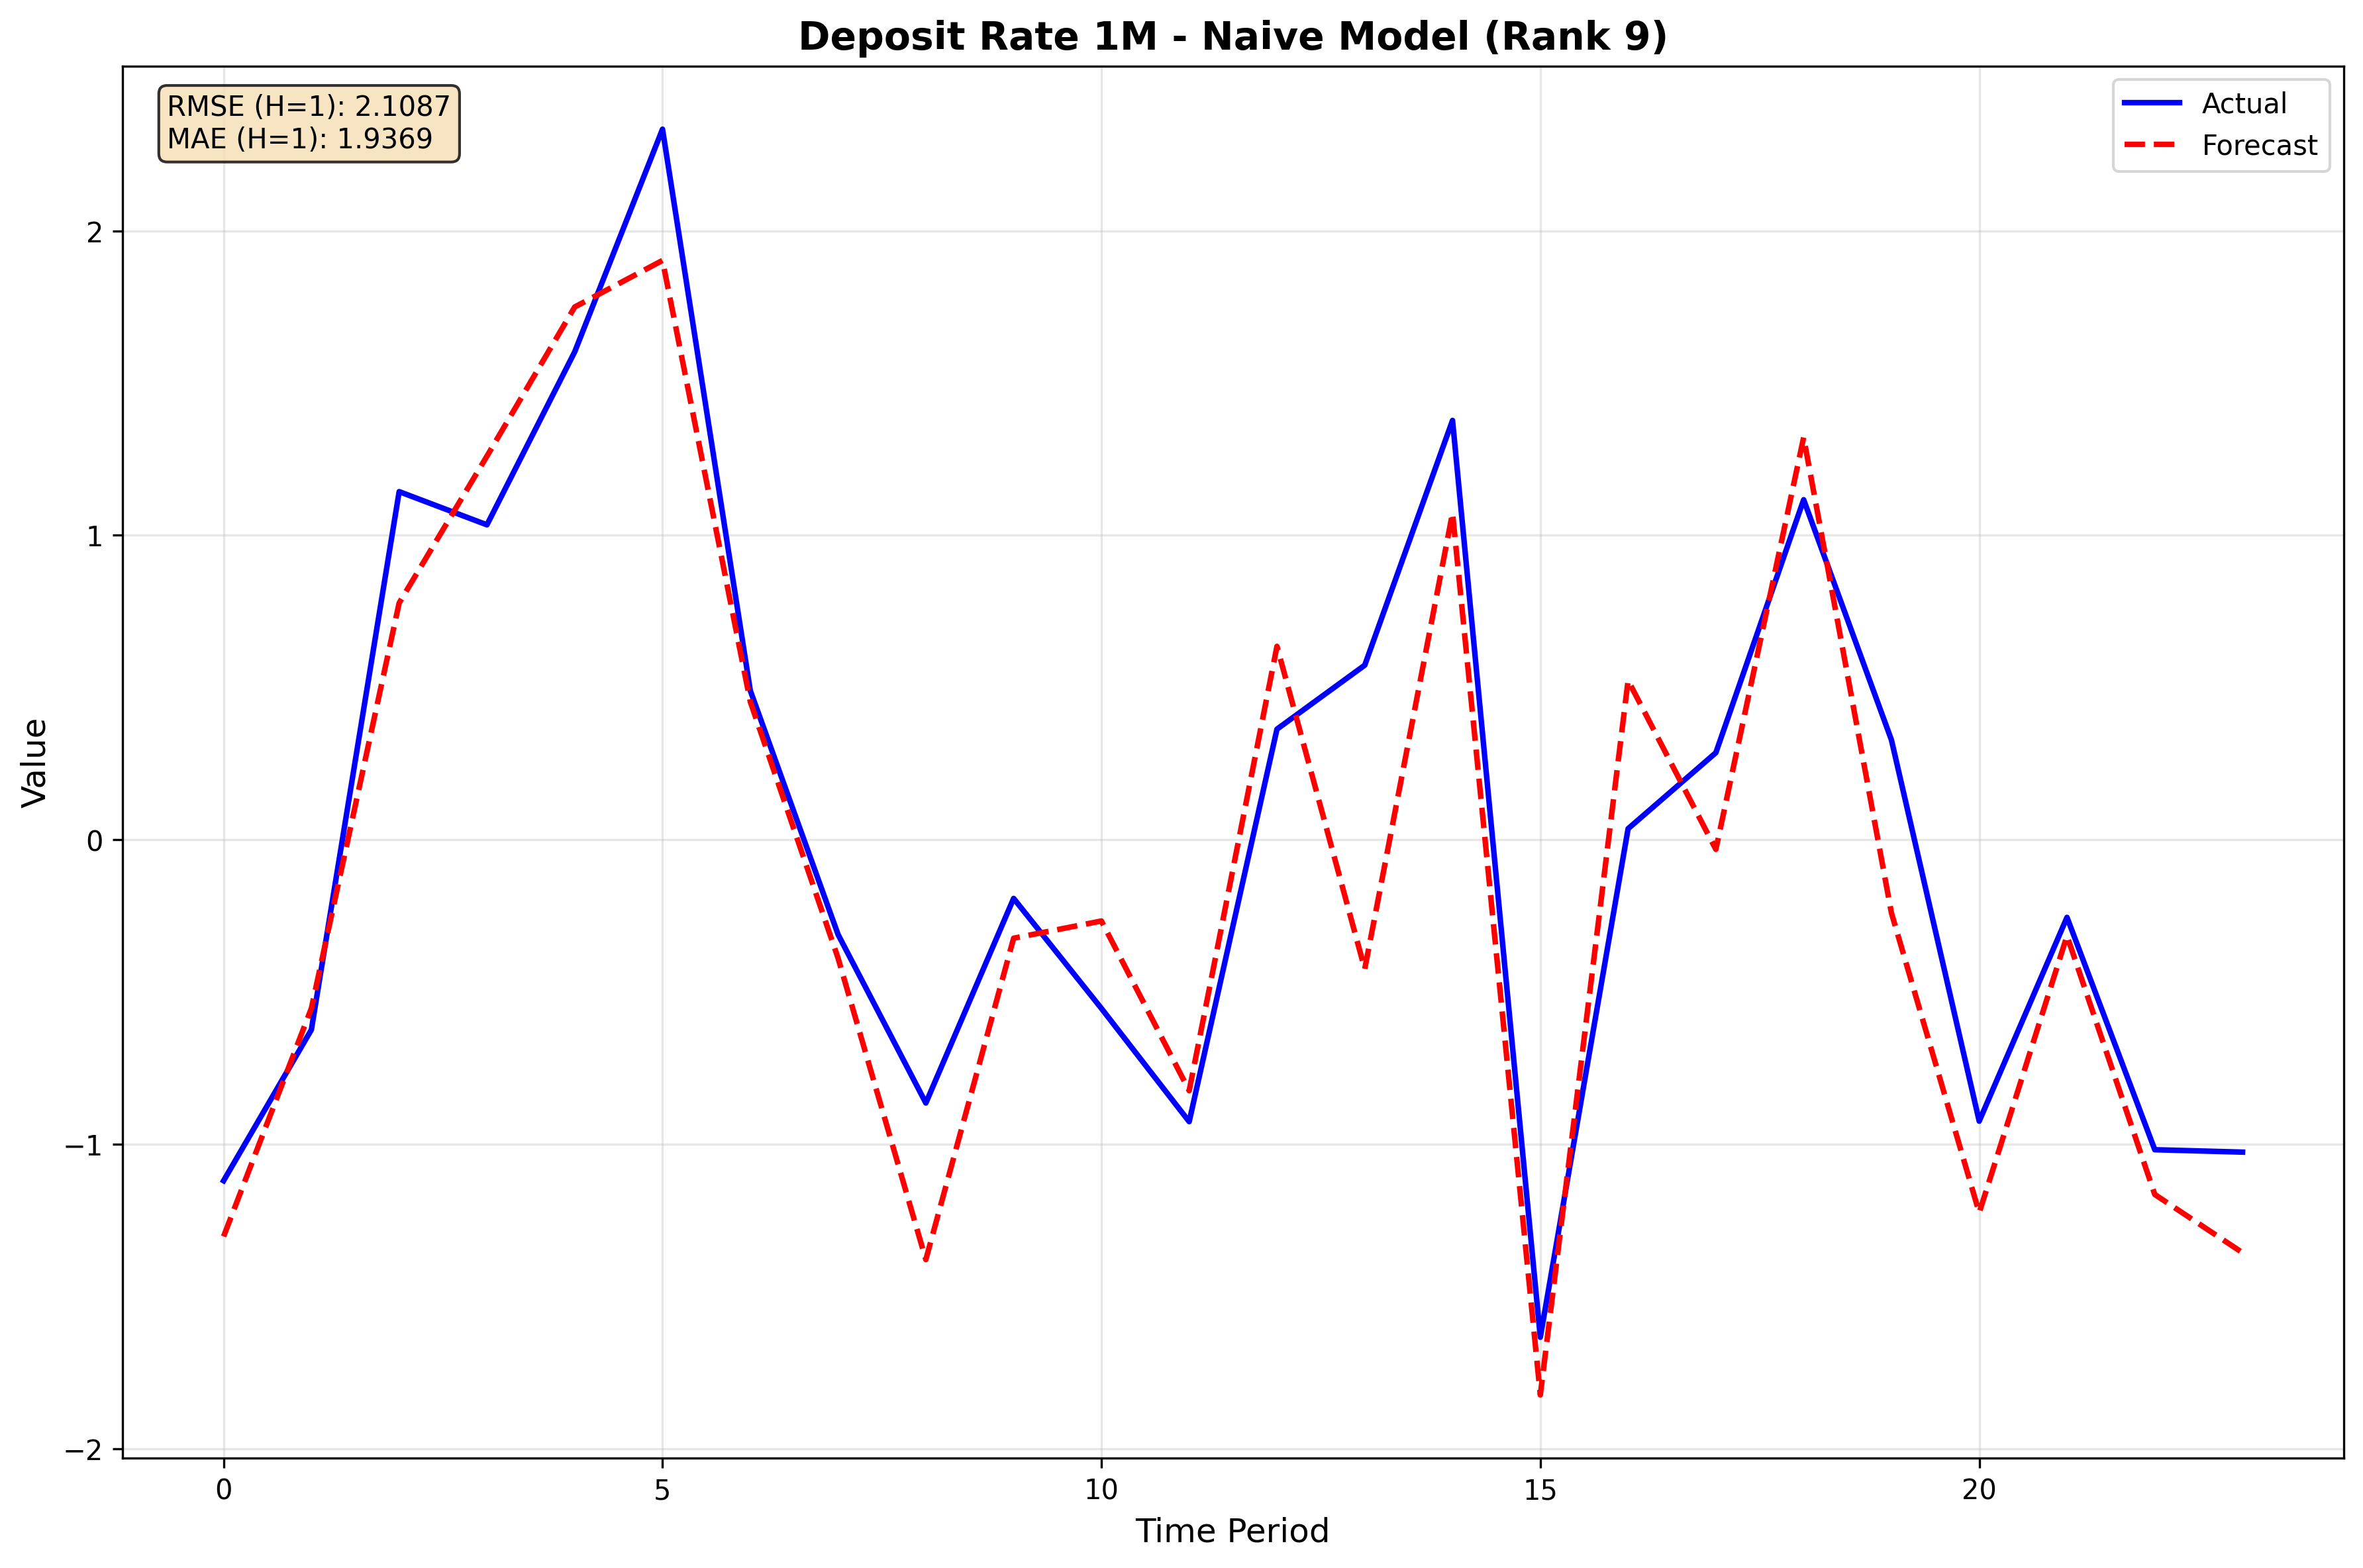 Deposit Rate 1M - Naive Model (Rank 9)
RMSE (H=1): 2.1087
MAE (H=1): 1.9369
Actual
Forecast
2
1
0
−1
−2
Value
0
5
10
15
20
Time Period